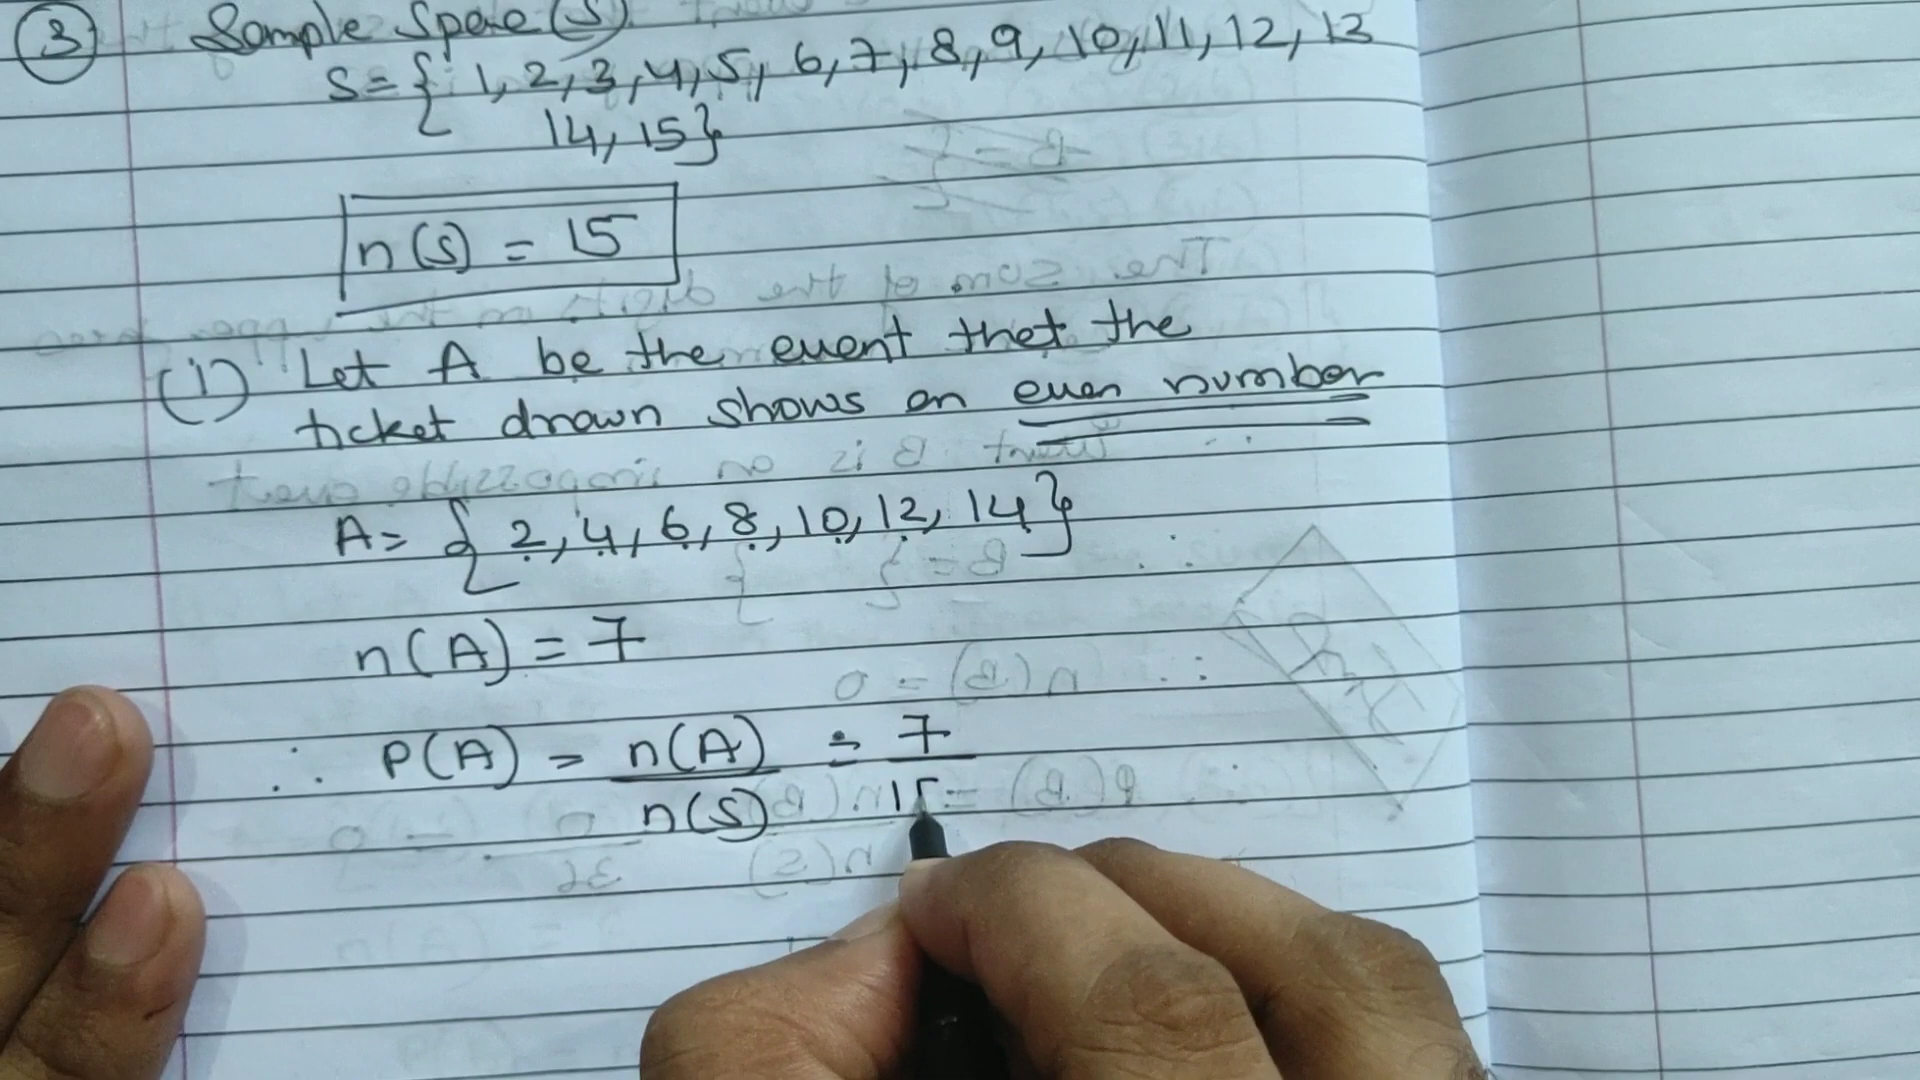 3 Sample Space (S)
S = { 1, 2, 3, 4, 5, 6, 7, 8, 9, 10, 11, 12, 13
14, 15}
n(S) = 15
(i) Let A be the event that the
ticket drawn shows an even number
A = { 2, 4, 6, 8, 10, 12, 14 }
n(A) = 7
∴ P(A) = n(A) = 7
n(S) 15